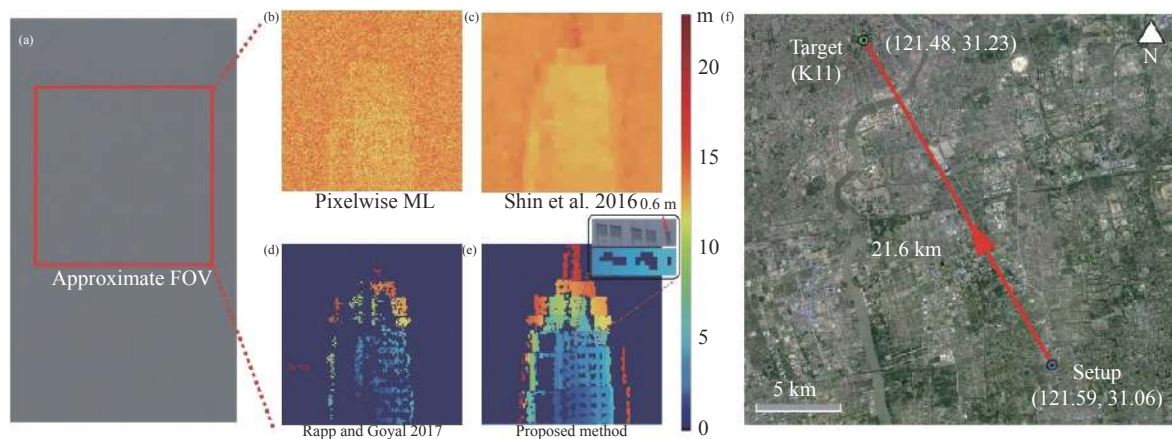 (a)
Approximate FOV
(b)
Pixelwise ML
(c)
Shin et al. 2016
0.6 m
(d)
Rapp and Goyal 2017
(e)
Proposed method
m
20
15
10
5
0
(f)
Target
(K11)
(121.48, 31.23)
N
21.6 km
Setup
(121.59, 31.06)
5 km